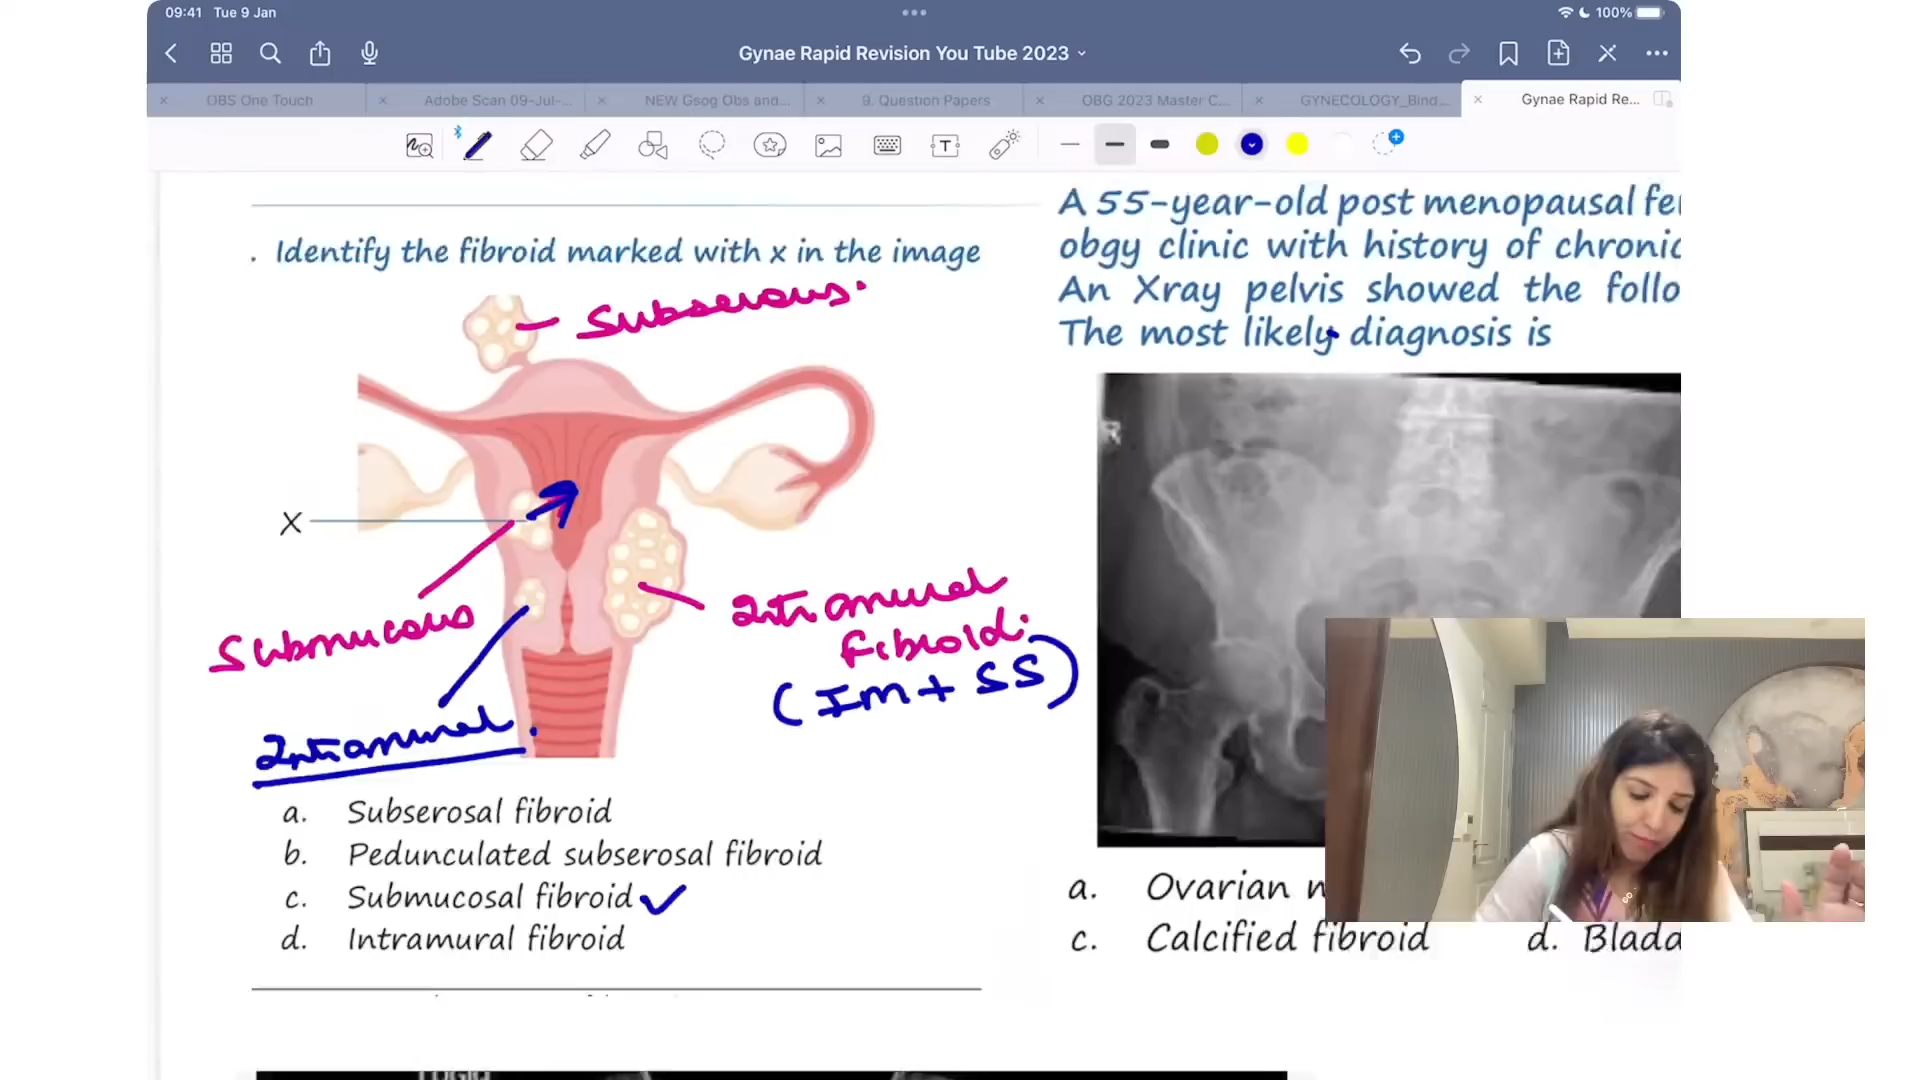 09:41 Tue 9 Jan
100%
Gynae Rapid Revision You Tube 2023
OBS One Touch
Adobe Scan 09-Jul-...
NEW Gsog Obs and...
9. Question Papers
OBG 2023 Master C...
GYNECOLOGY_Bind...
Gynae Rapid Re...
. Identify the fibroid marked with x in the image
Subserous.
X
Submucous
Intramural
fibroid.
(Im + SS)
Intramural.
a. Subserosal fibroid
b. Pedunculated subserosal fibroid
c. Submucosal fibroid
d. Intramural fibroid
A 55-year-old post menopausal fe
obgy clinic with history of chronic
An Xray pelvis showed the follo
The most likely diagnosis is
R
a. Ovarian
c. Calcified fibroid d. Bladd